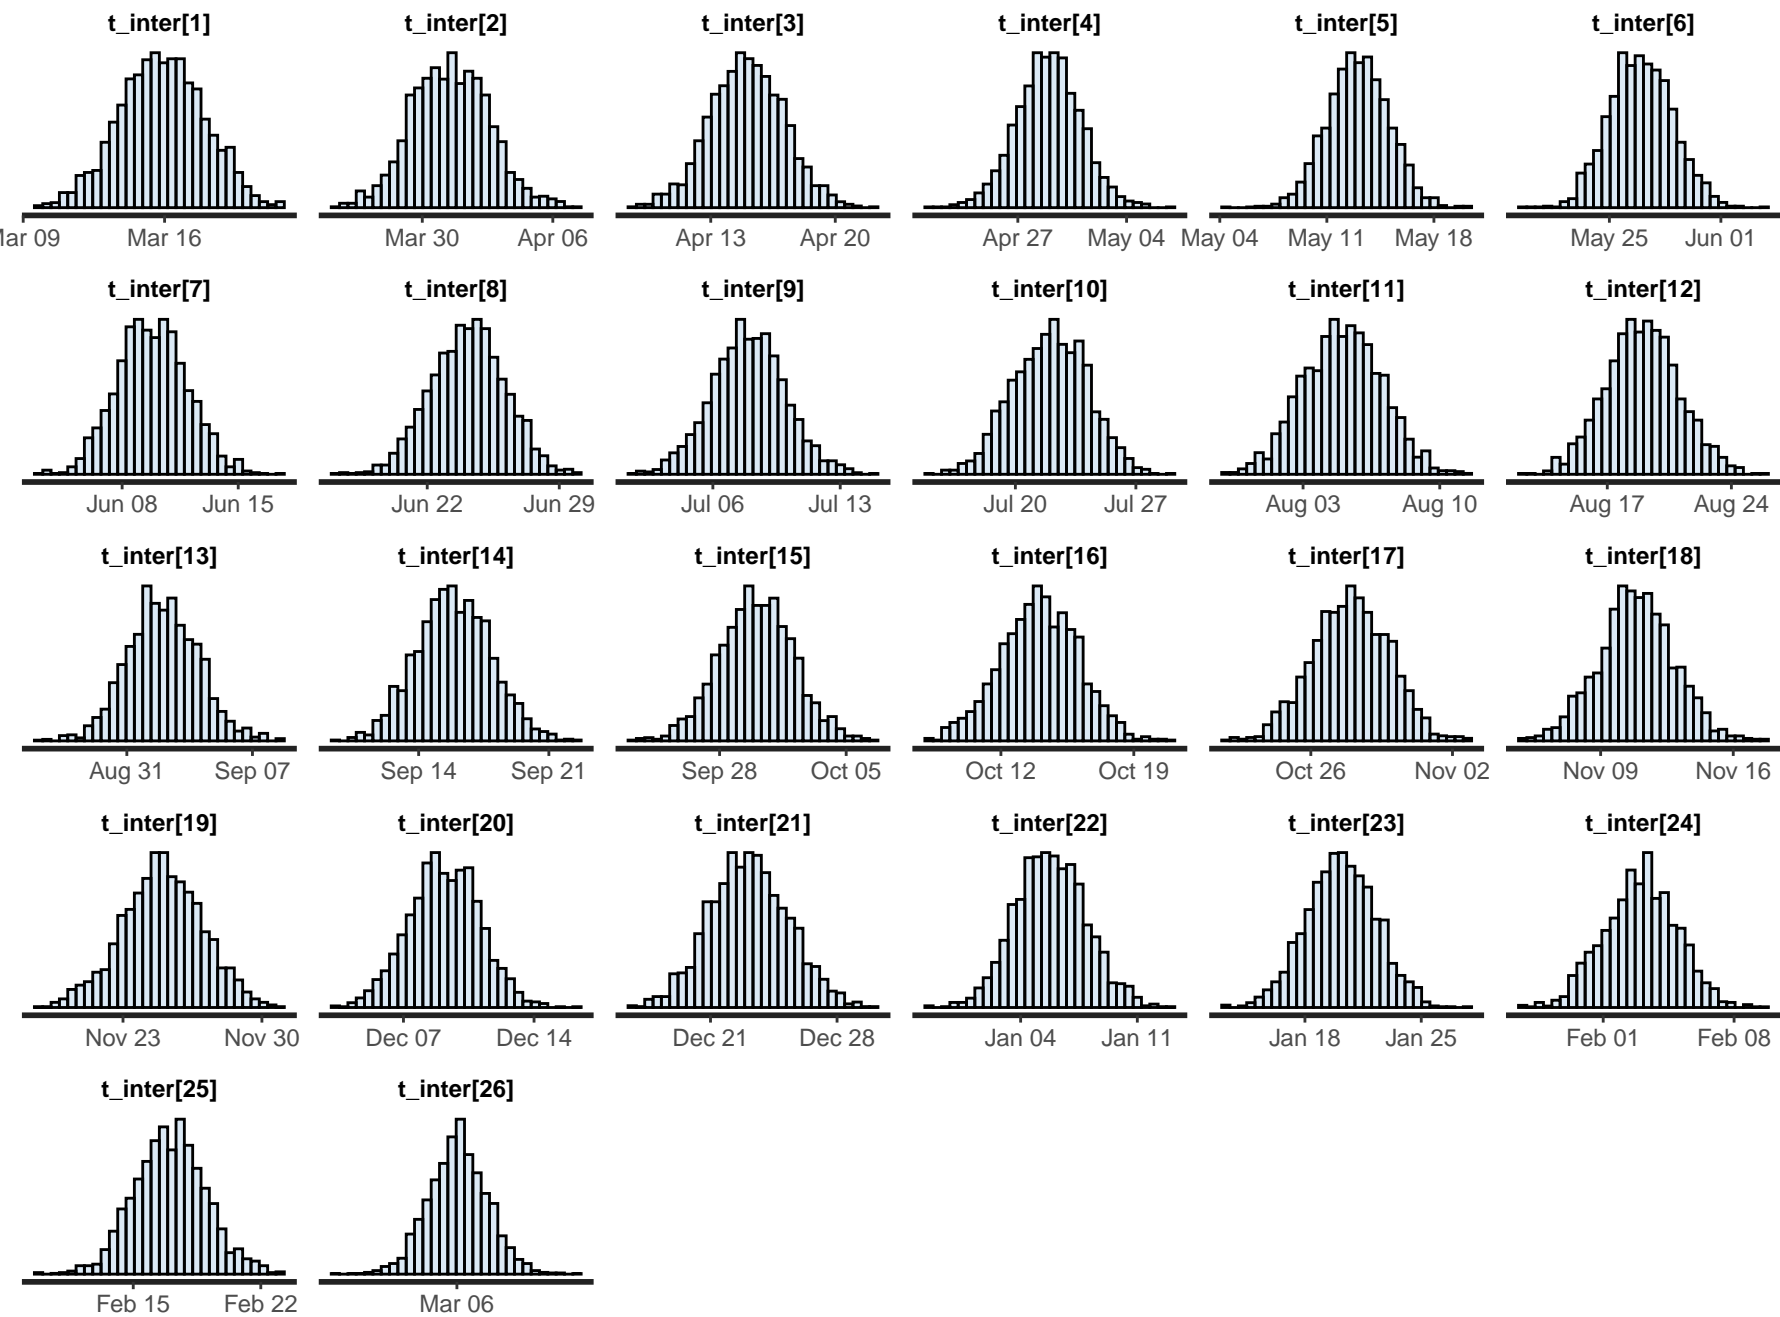 t_inter[1] t_inter[2] t_inter[3] t_inter[4] t_inter[5] t_inter[6]
Mar 09 Mar 16 Mar 30 Apr 06 Apr 13 Apr 20 Apr 27 May 04 May 04 May 11 May 18 May 25 Jun 01
t_inter[7] t_inter[8] t_inter[9] t_inter[10] t_inter[11] t_inter[12]
Jun 08 Jun 15 Jun 22 Jun 29 Jul 06 Jul 13 Jul 20 Jul 27 Aug 03 Aug 10 Aug 17 Aug 24
t_inter[13] t_inter[14] t_inter[15] t_inter[16] t_inter[17] t_inter[18]
Aug 31 Sep 07 Sep 14 Sep 21 Sep 28 Oct 05 Oct 12 Oct 19 Oct 26 Nov 02 Nov 09 Nov 16
t_inter[19] t_inter[20] t_inter[21] t_inter[22] t_inter[23] t_inter[24]
Nov 23 Nov 30 Dec 07 Dec 14 Dec 21 Dec 28 Jan 04 Jan 11 Jan 18 Jan 25 Feb 01 Feb 08
t_inter[25] t_inter[26]
Feb 15 Feb 22 Mar 06